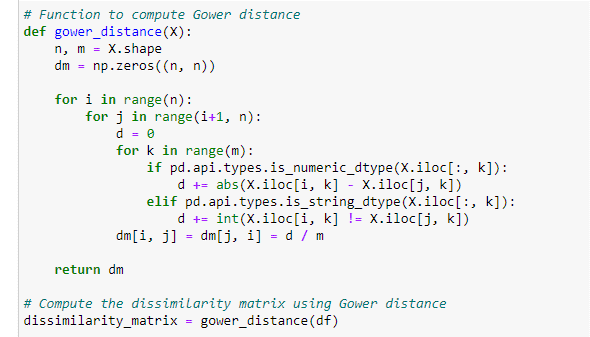 # Function to compute Gower distance
def gower_distance(X):
    n, m = X.shape
    dm = np.zeros((n, n))

    for i in range(n):
        for j in range(i+1, n):
            d = 0
            for k in range(m):
                if pd.api.types.is_numeric_dtype(X.iloc[:, k]):
                    d += abs(X.iloc[i, k] - X.iloc[j, k])
                elif pd.api.types.is_string_dtype(X.iloc[:, k]):
                    d += int(X.iloc[i, k] != X.iloc[j, k])
            dm[i, j] = dm[j, i] = d / m

    return dm

# Compute the dissimilarity matrix using Gower distance
dissimilarity_matrix = gower_distance(df)